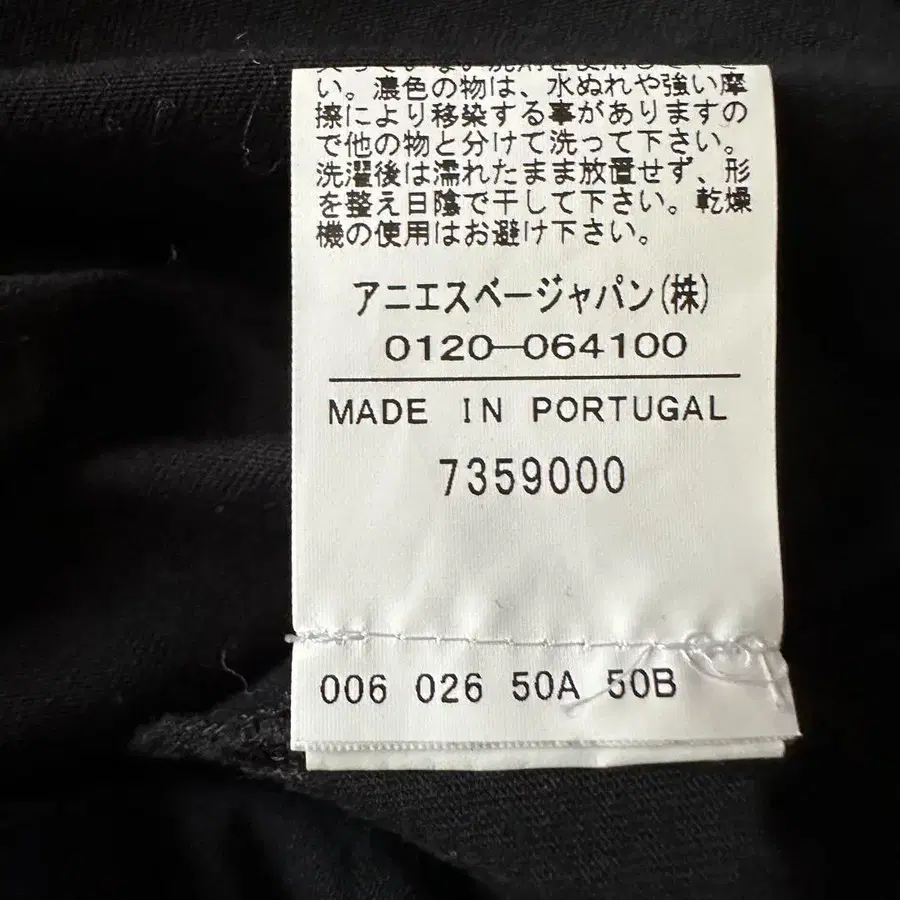 い。濃色の物は、水ぬれや強い摩
擦により移染する事がありますの
で他の物と分けて洗って下さい。
洗濯後は濡れたまま放置せず、形
を整え日陰で干して下さい。乾燥
機の使用はお避け下さい。
アニエスベージャパン(株)
0120-064100
MADE IN PORTUGAL
7359000
006 026 50A 50B